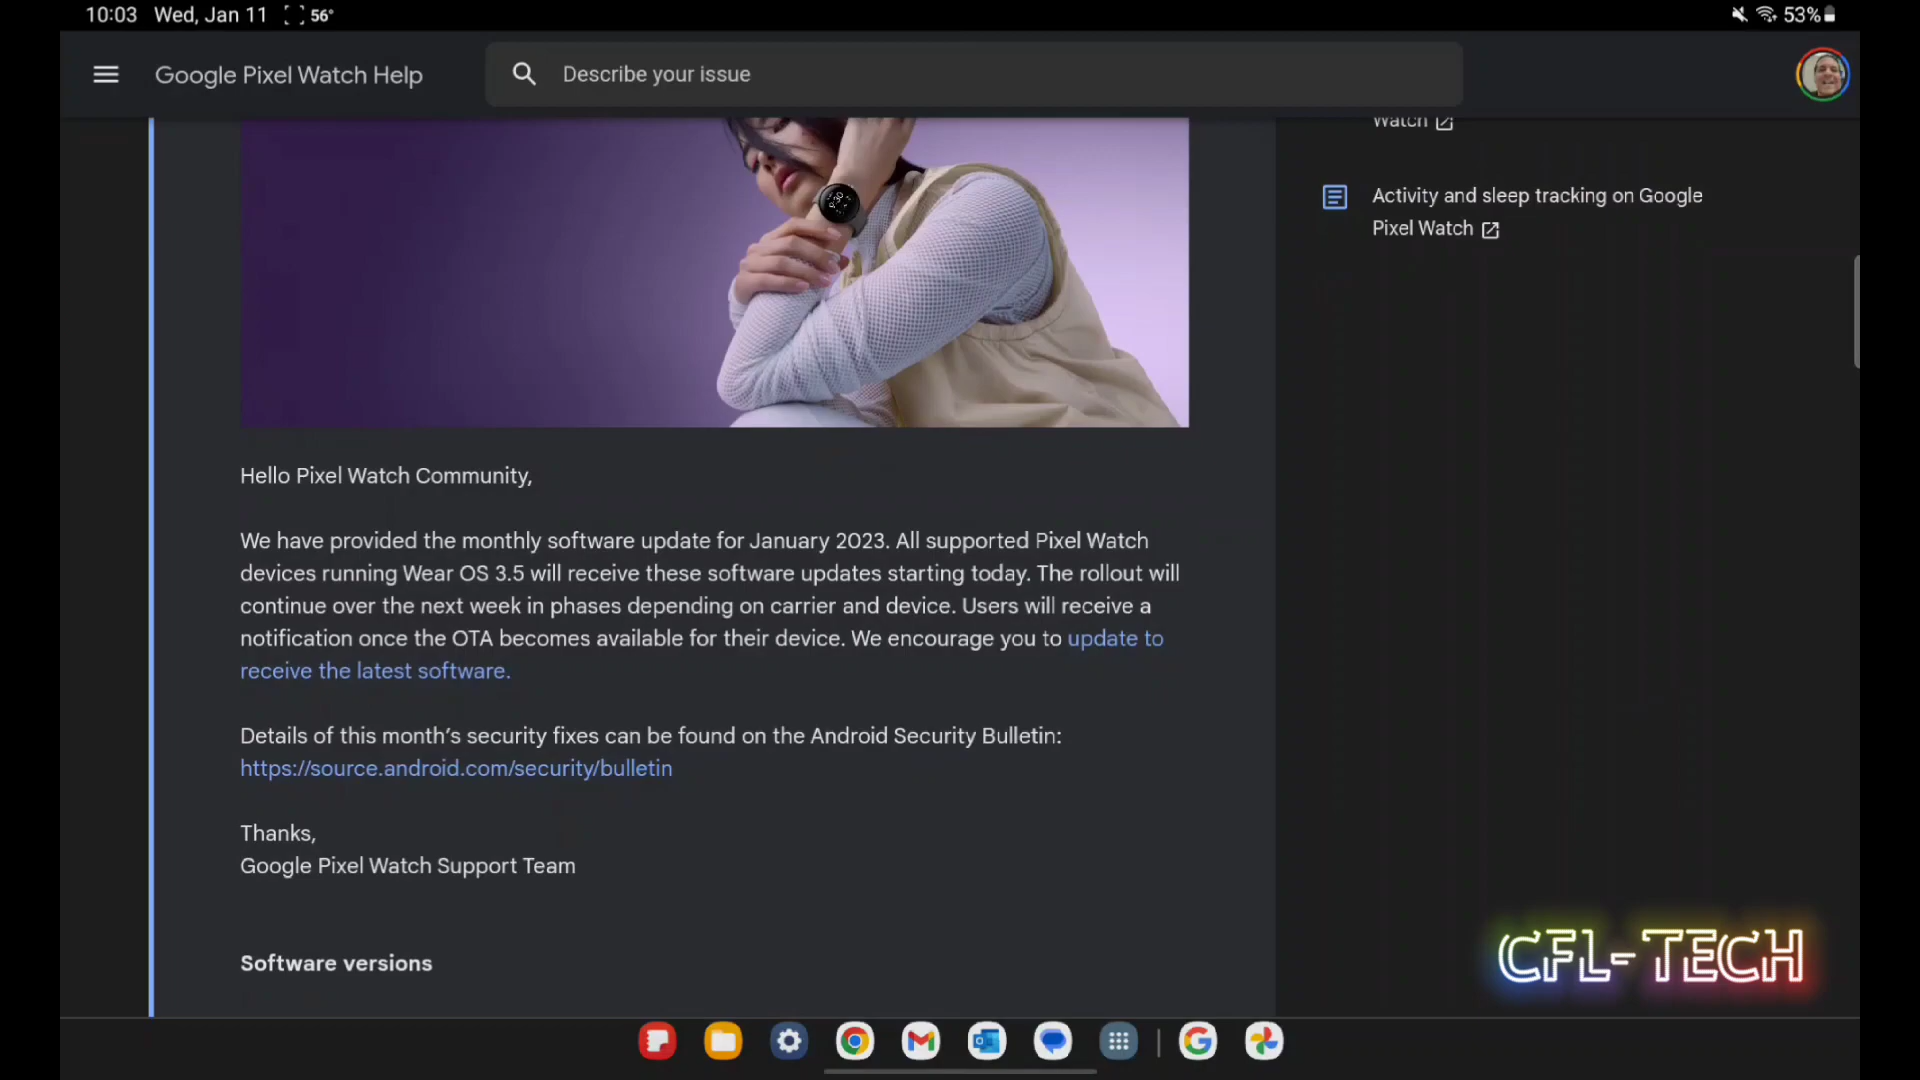 10:03 Wed, Jan 11 56°
53%
Google Pixel Watch Help
Describe your issue
Watch
Activity and sleep tracking on Google
Pixel Watch
9:30
Hello Pixel Watch Community,
We have provided the monthly software update for January 2023. All supported Pixel Watch
devices running Wear OS 3.5 will receive these software updates starting today. The rollout will
continue over the next week in phases depending on carrier and device. Users will receive a
notification once the OTA becomes available for their device. We encourage you to update to
receive the latest software.
Details of this month’s security fixes can be found on the Android Security Bulletin:
https://source.android.com/security/bulletin
Thanks,
Google Pixel Watch Support Team
Software versions
CFL-TECH